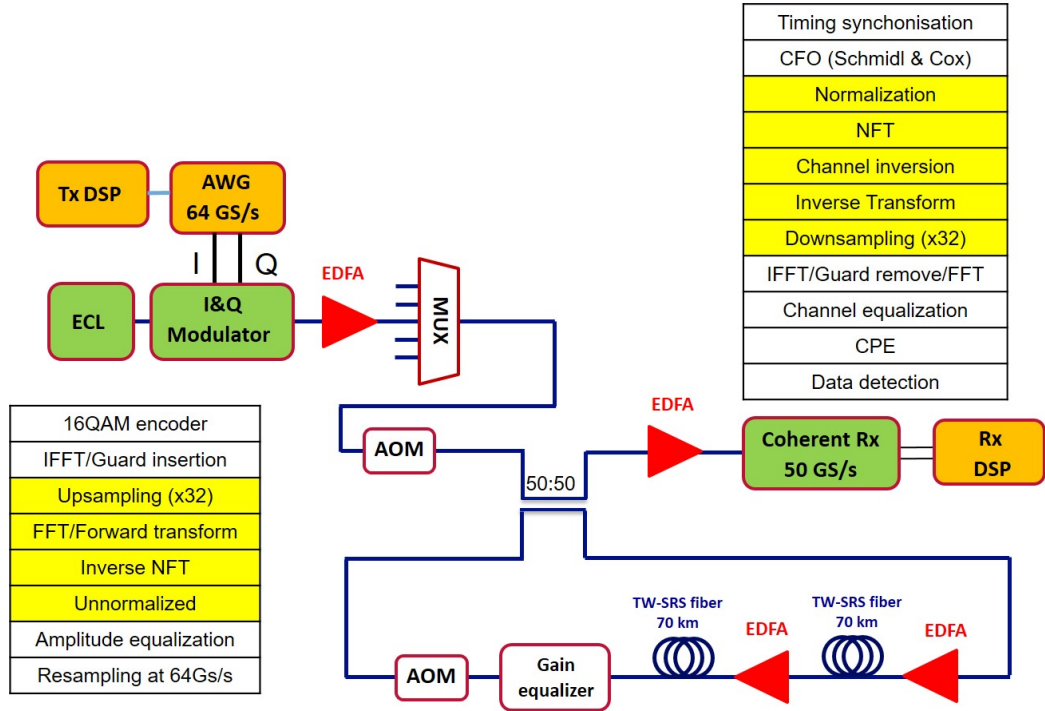 Timing synchonisation
CFO (Schmidl & Cox)
Normalization
NFT
Channel inversion
Inverse Transform
Downsampling (x32)
IFFT/Guard remove/FFT
Channel equalization
CPE
Data detection
Tx DSP
AWG
64 GS/s
I
Q
ECL
I&Q
Modulator
EDFA
MUX
16QAM encoder
IFFT/Guard insertion
Upsampling (x32)
FFT/Forward transform
Inverse NFT
Unnormalized
Amplitude equalization
Resampling at 64Gs/s
AOM
50:50
EDFA
Coherent Rx
50 GS/s
Rx
DSP
AOM
Gain
equalizer
TW-SRS fiber
70 km
EDFA
TW-SRS fiber
70 km
EDFA